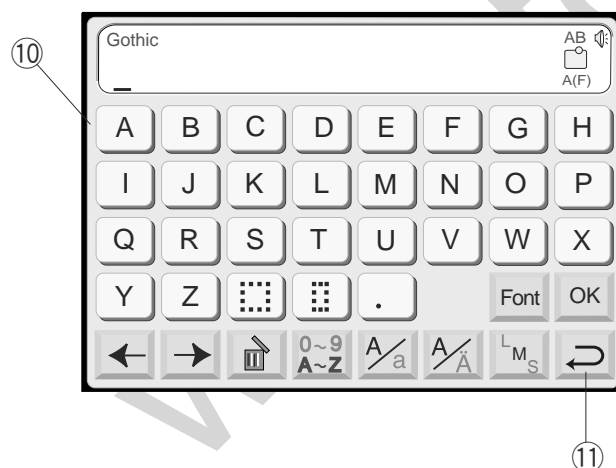 Gothic
AB
A(F)
⑩
A B C D E F G H
I J K L M N O P
Q R S T U V W X
Y Z . Font OK
0~9 A/a A/Ä L M S
A~Z
⑪